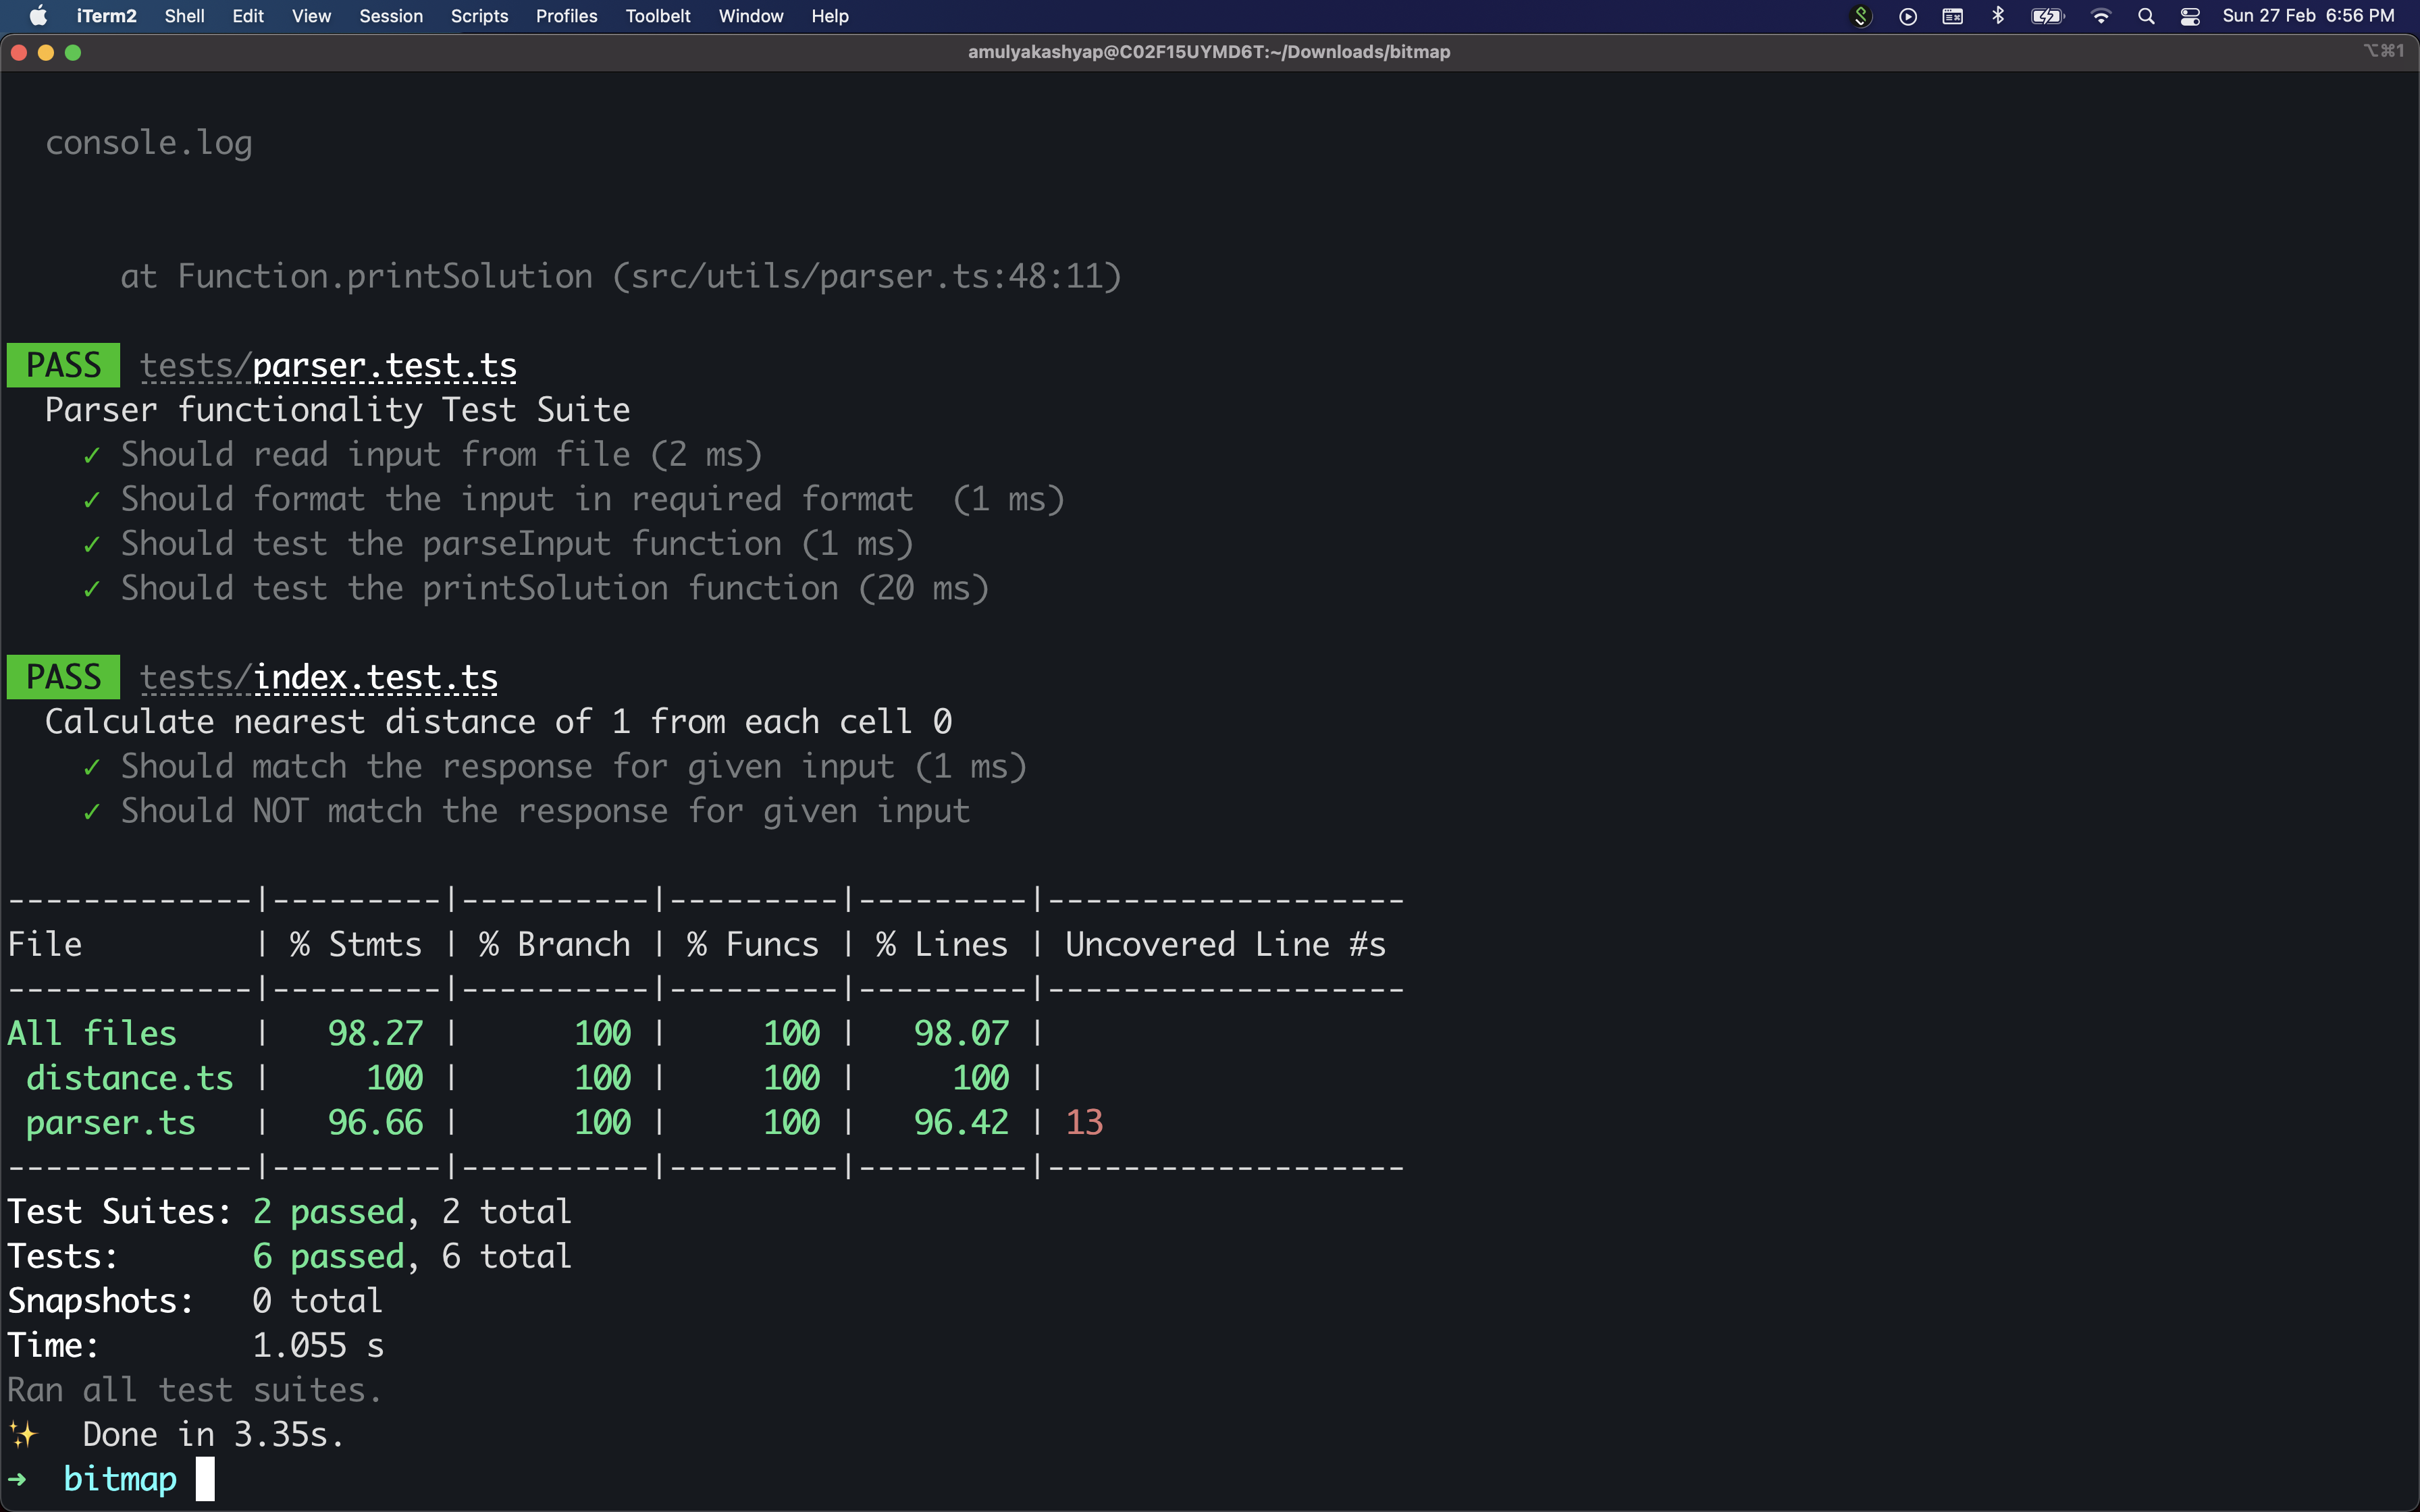 iTerm2 Shell Edit View Session Scripts Profiles Toolbelt Window Help Sun 27 Feb 6:56 PM
amulyakashyap@C02F15UYMD6T:~/Downloads/bitmap ⌥⌘1
console.log
at Function.printSolution (src/utils/parser.ts:48:11)
PASS tests/parser.test.ts
Parser functionality Test Suite
✓ Should read input from file (2 ms)
✓ Should format the input in required format  (1 ms)
✓ Should test the parseInput function (1 ms)
✓ Should test the printSolution function (20 ms)
PASS tests/index.test.ts
Calculate nearest distance of 1 from each cell 0
✓ Should match the response for given input (1 ms)
✓ Should NOT match the response for given input
-------------|---------|----------|---------|---------|-------------------
File         | % Stmts | % Branch | % Funcs | % Lines | Uncovered Line #s
-------------|---------|----------|---------|---------|-------------------
All files    |   98.27 |      100 |     100 |   98.07 |
 distance.ts |     100 |      100 |     100 |     100 |
 parser.ts   |   96.66 |      100 |     100 |   96.42 | 13
-------------|---------|----------|---------|---------|-------------------
Test Suites: 2 passed, 2 total
Tests:       6 passed, 6 total
Snapshots:   0 total
Time:        1.055 s
Ran all test suites.
✨  Done in 3.35s.
➜  bitmap